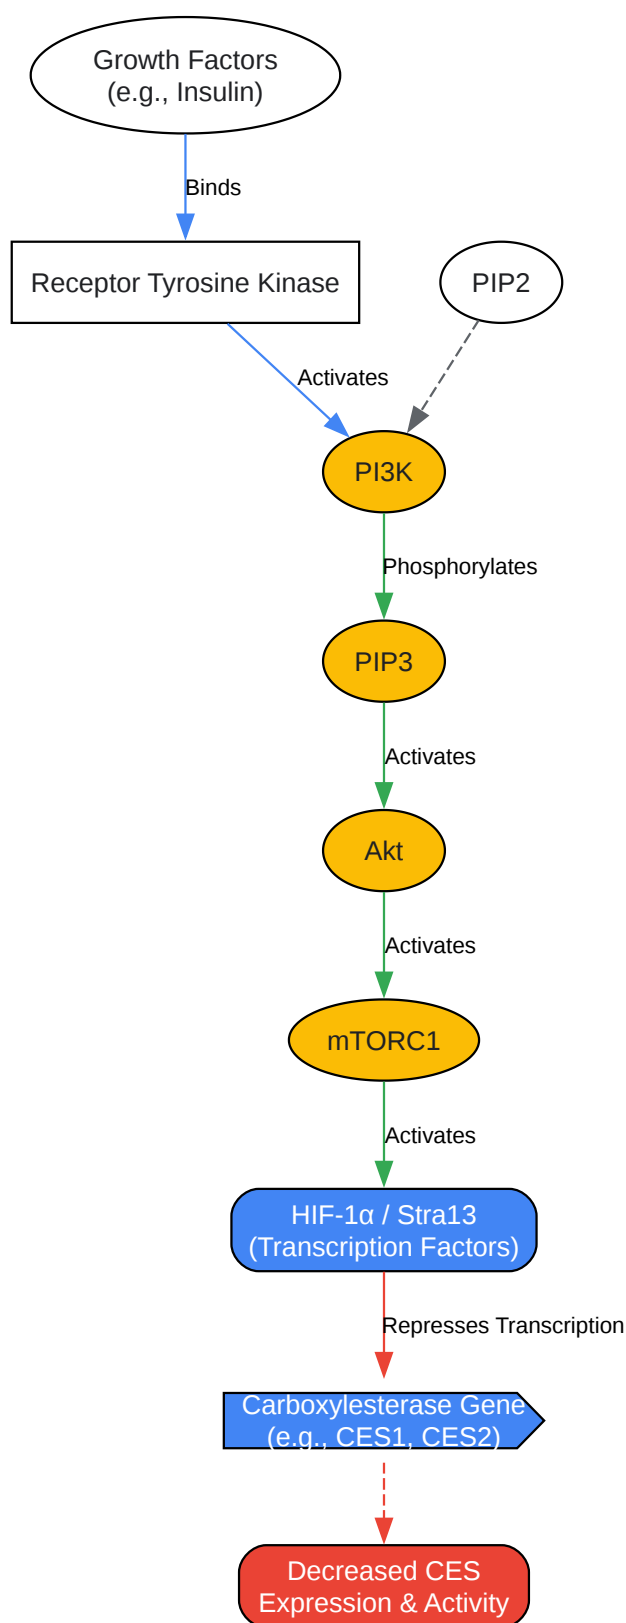 Growth Factors
(e.g., Insulin)
Binds
Receptor Tyrosine Kinase
PIP2
Activates
PI3K
Phosphorylates
PIP3
Activates
Akt
Activates
mTORC1
Activates
HIF-1α / Stra13
(Transcription Factors)
Represses Transcription
Carboxylesterase Gene
(e.g., CES1, CES2)
Decreased CES
Expression & Activity